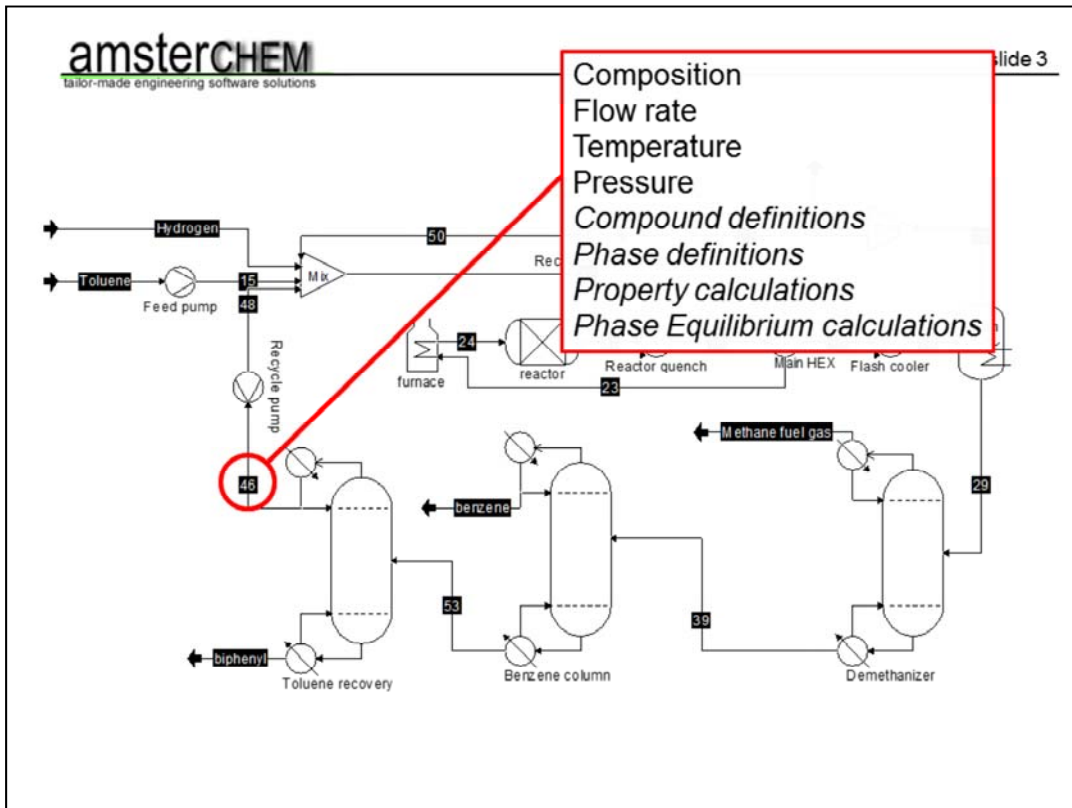 amsterCHEM
tailor-made engineering software solutions
slide 3
Composition
Flow rate
Temperature
Pressure
Compound definitions
Phase definitions
Property calculations
Phase Equilibrium calculations
Hydrogen
50
Toluene
15
48
Mix
Rec
Feed pump
Recycle pump
24
furnace
reactor
Reactor quench
Main HEX
Flash cooler
23
46
benzene
Methane fuel gas
29
53
39
biphenyl
Toluene recovery
Benzene column
Demethanizer